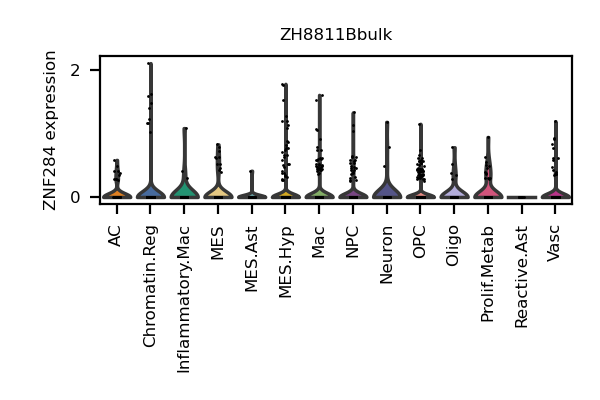 ZH8811Bbulk
ZNF284 expression
2
0
AC
Chromatin.Reg
Inflammatory.Mac
MES
MES.Ast
MES.Hyp
Mac
NPC
Neuron
OPC
Oligo
Prolif.Metab
Reactive.Ast
Vasc